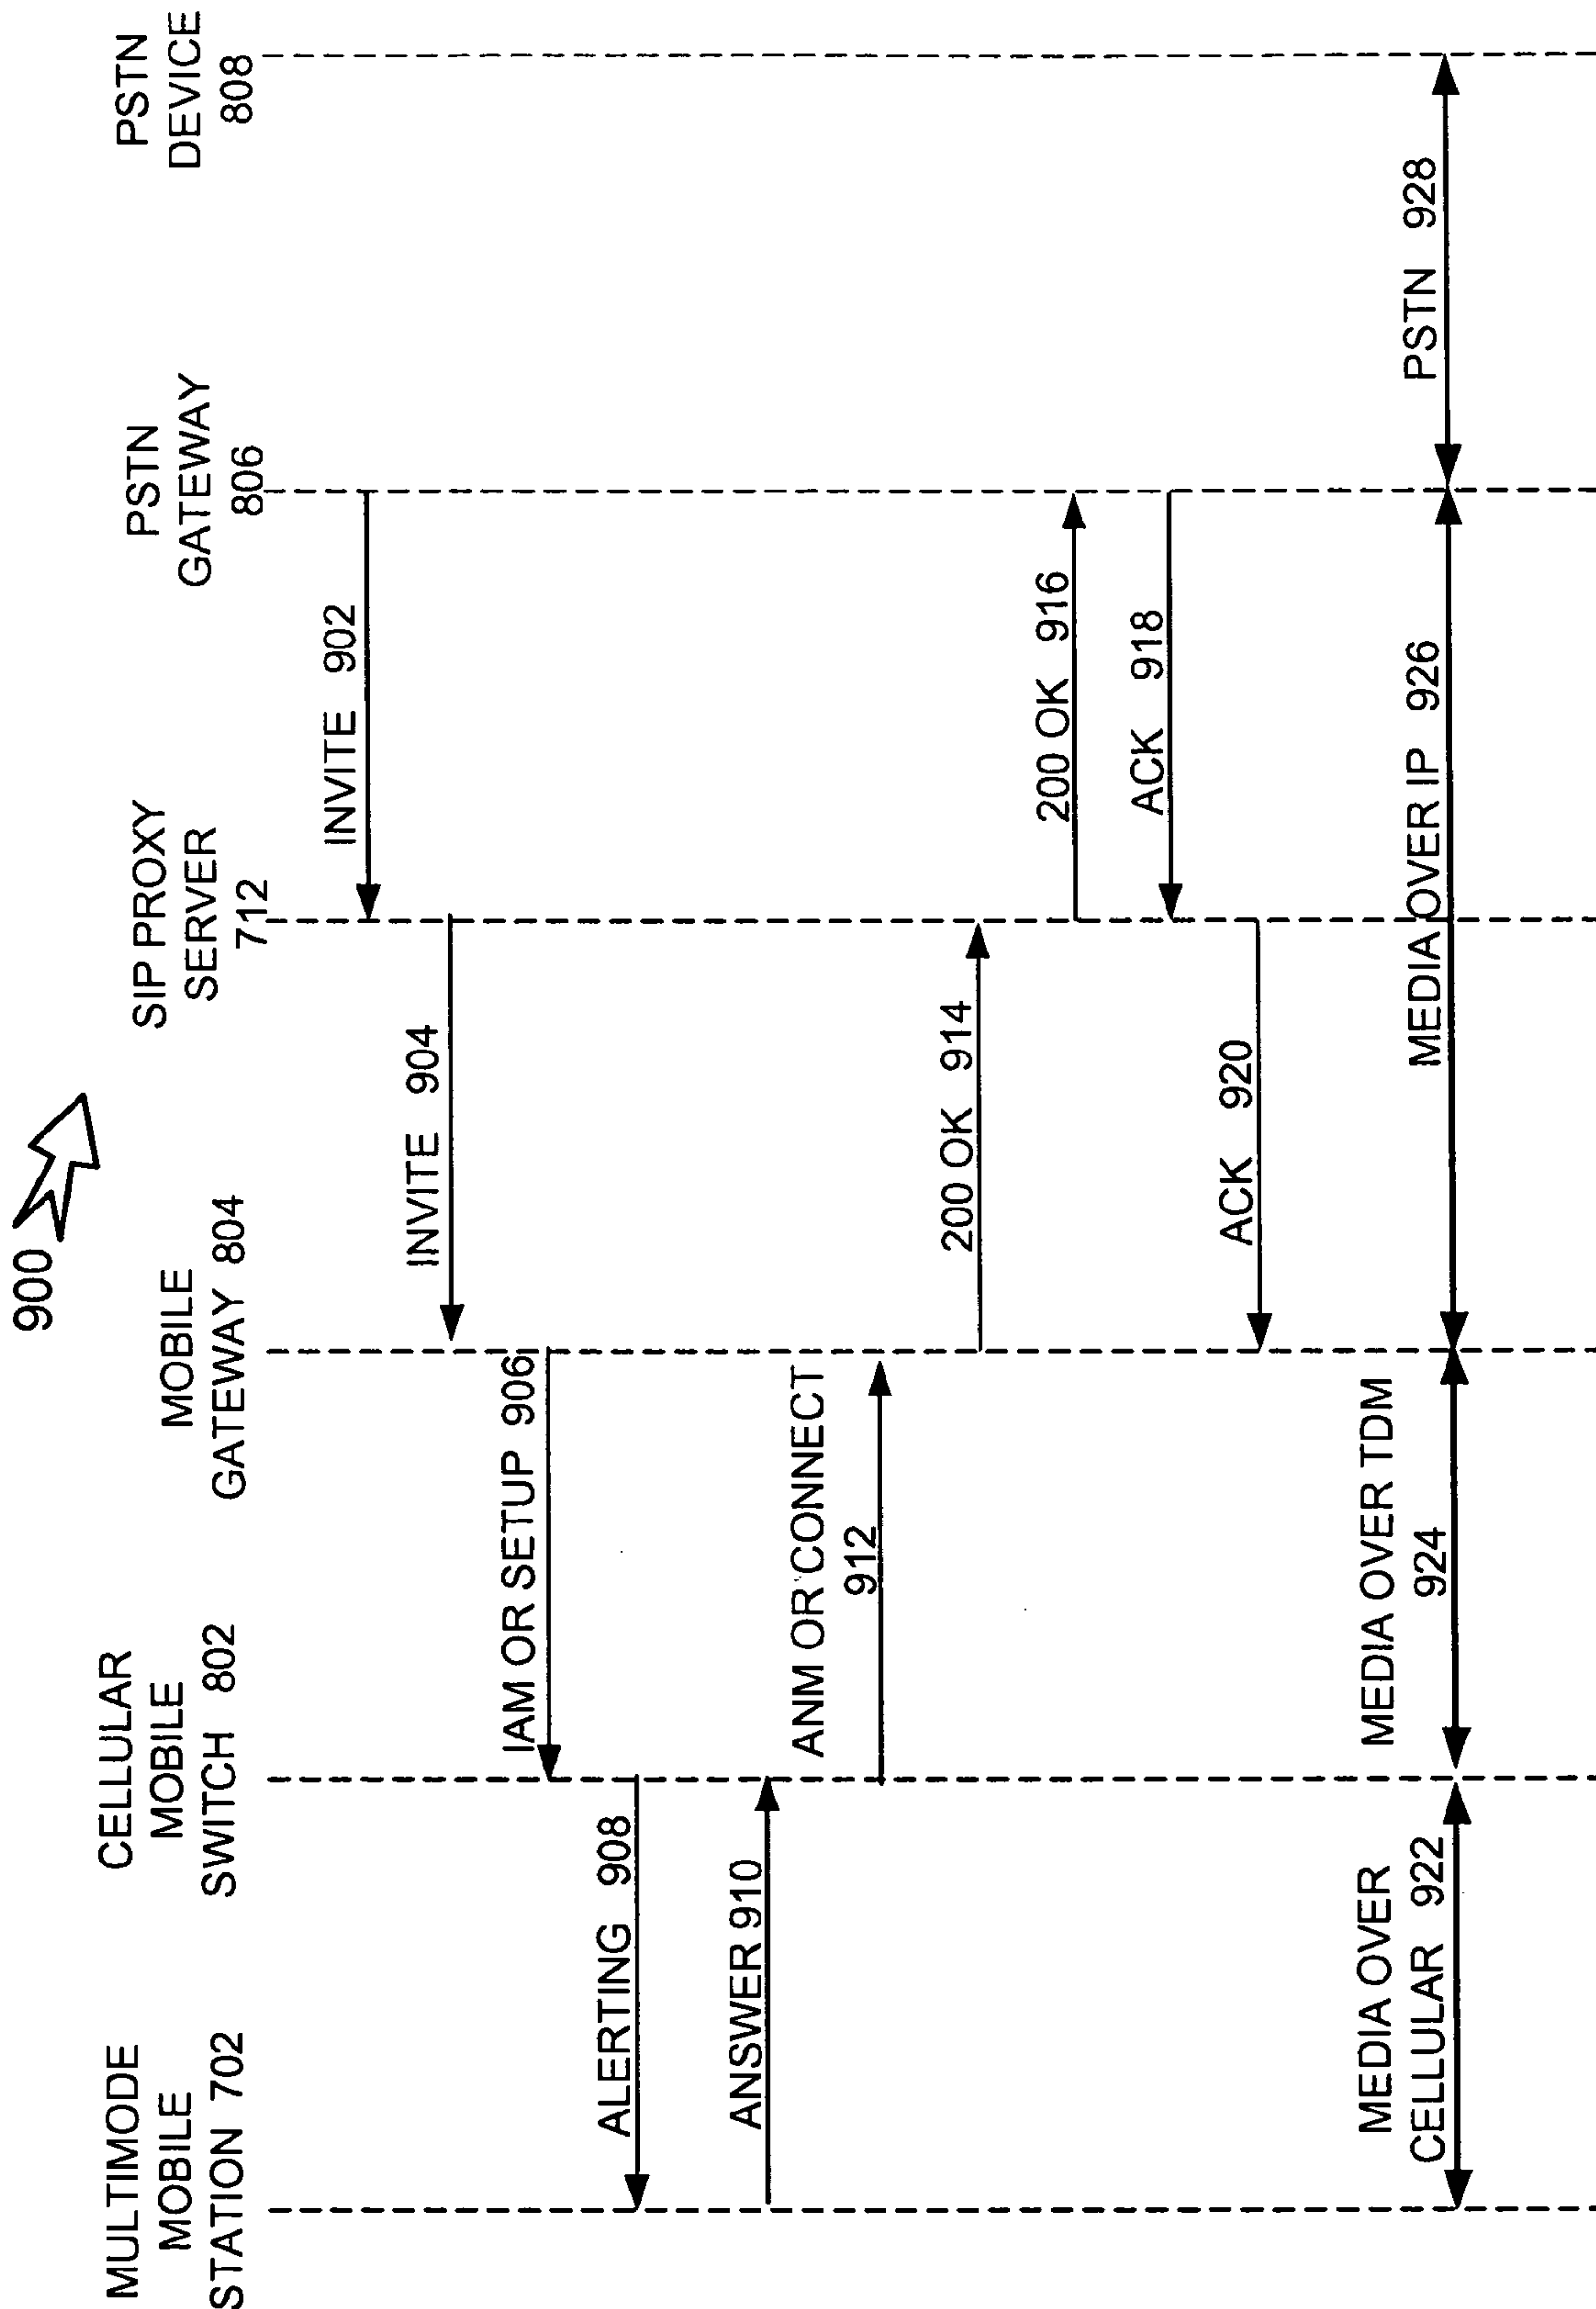 900
MULTIMODE
MOBILE
STATION 702
CELLULAR
MOBILE
SWITCH 802
MOBILE
GATEWAY 804
SIP PROXY
SERVER
712
PSTN
GATEWAY
806
PSTN
DEVICE
808
INVITE 902
INVITE 904
IAM OR SETUP 906
ALERTING 908
ANSWER 910
ANM OR CONNECT
912
200 OK 914
200 OK 916
ACK 918
ACK 920
MEDIA OVER
CELLULAR 922
MEDIA OVER TDM
924
MEDIA OVER IP 926
PSTN 928